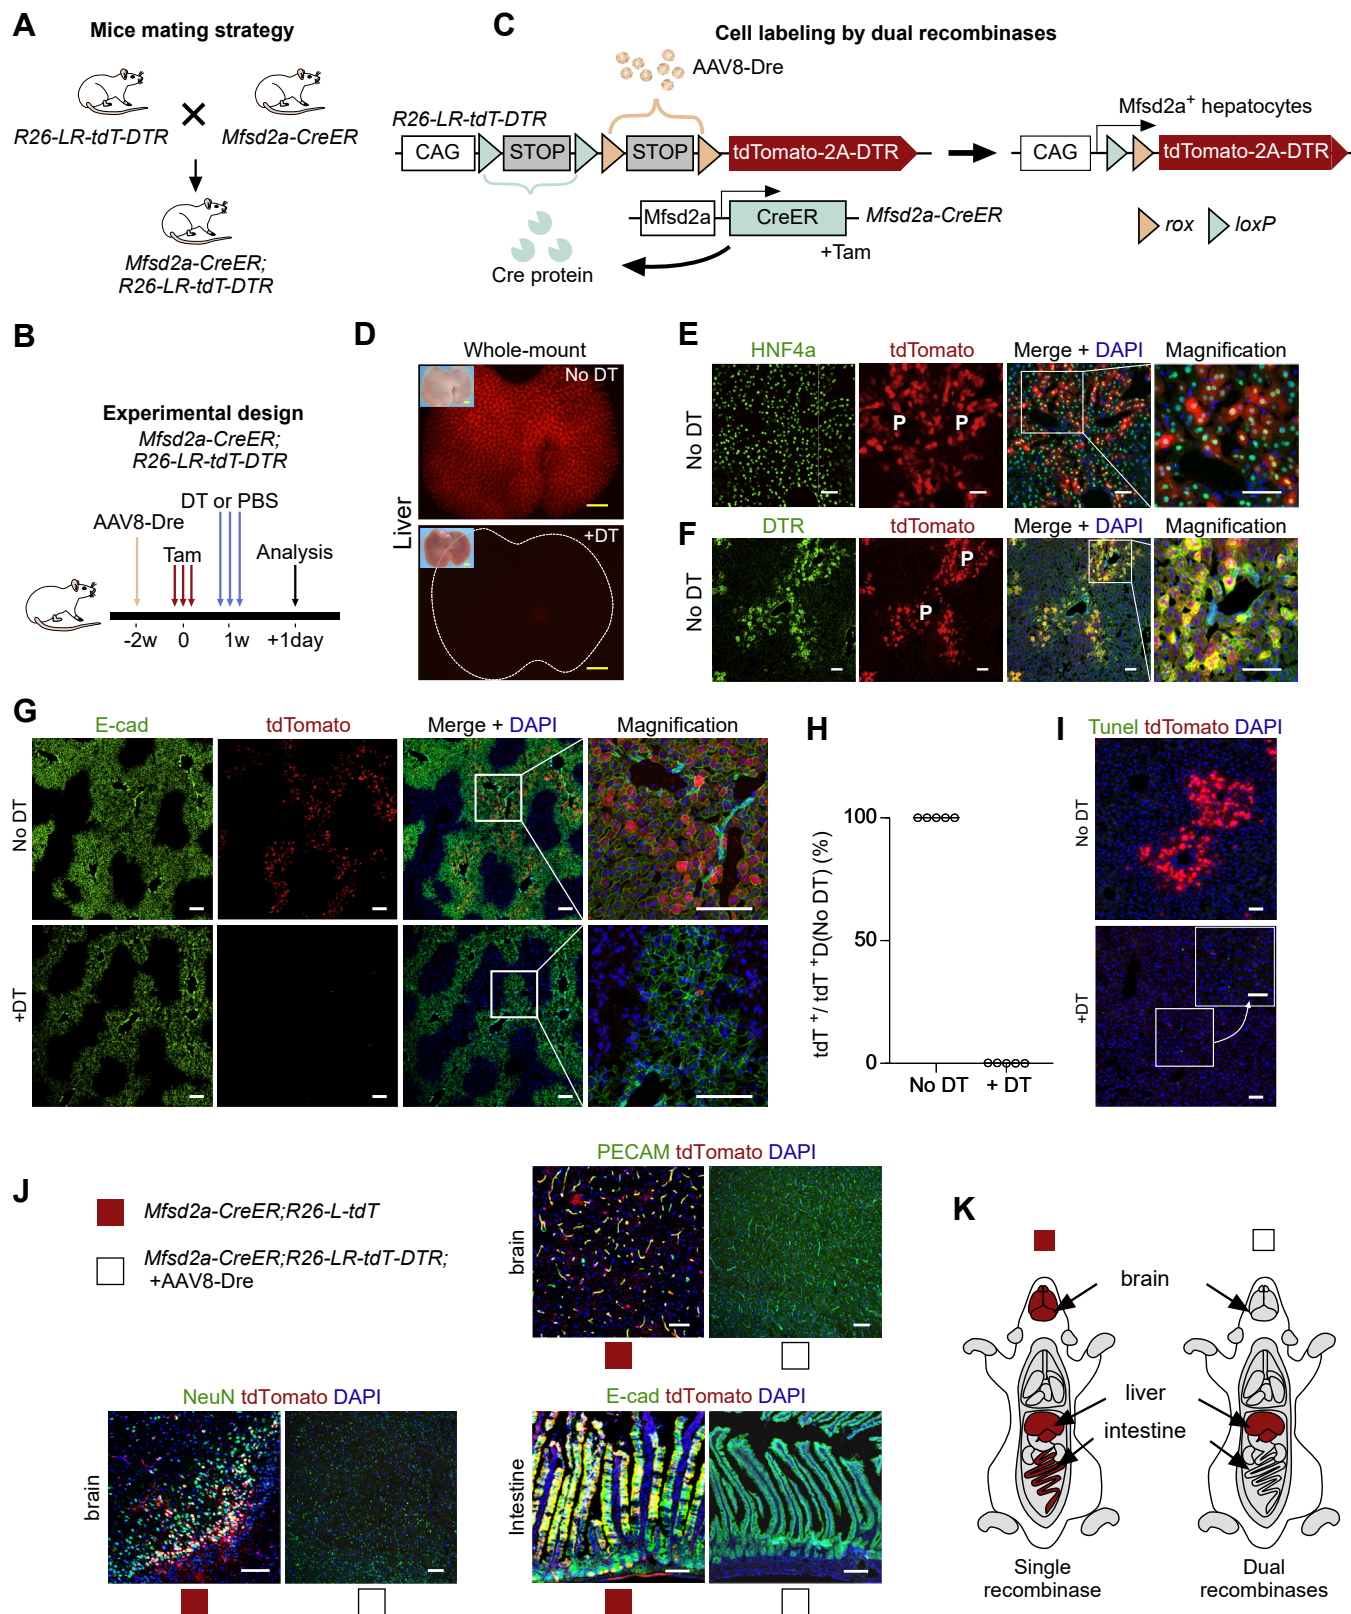 A
Mice mating strategy
R26-LR-tdT-DTR
Mfsd2a-CreER
Mfsd2a-CreER;
R26-LR-tdT-DTR
C
Cell labeling by dual recombinases
AAV8-Dre
R26-LR-tdT-DTR
CAG
STOP
STOP
tdTomato-2A-DTR
Mfsd2a+ hepatocytes
CAG
tdTomato-2A-DTR
Mfsd2a
CreER
Mfsd2a-CreER
+Tam
Cre protein
rox
loxP
B
Experimental design
Mfsd2a-CreER;
R26-LR-tdT-DTR
DT or PBS
AAV8-Dre
Tam
Analysis
-2w
0
1w
+1day
D
Whole-mount
Liver
No DT
+DT
E
HNF4a
tdTomato
Merge + DAPI
Magnification
No DT
P
P
F
DTR
tdTomato
Merge + DAPI
Magnification
No DT
P
P
G
E-cad
tdTomato
Merge + DAPI
Magnification
No DT
+DT
H
tdT +/ tdT +D(No DT) (%)
100
50
0
No DT
+ DT
I
Tunel tdTomato DAPI
No DT
+DT
J
Mfsd2a-CreER;R26-L-tdT
Mfsd2a-CreER;R26-LR-tdT-DTR;
+AAV8-Dre
PECAM tdTomato DAPI
brain
NeuN tdTomato DAPI
brain
E-cad tdTomato DAPI
Intestine
K
brain
liver
intestine
Single
recombinase
Dual
recombinases